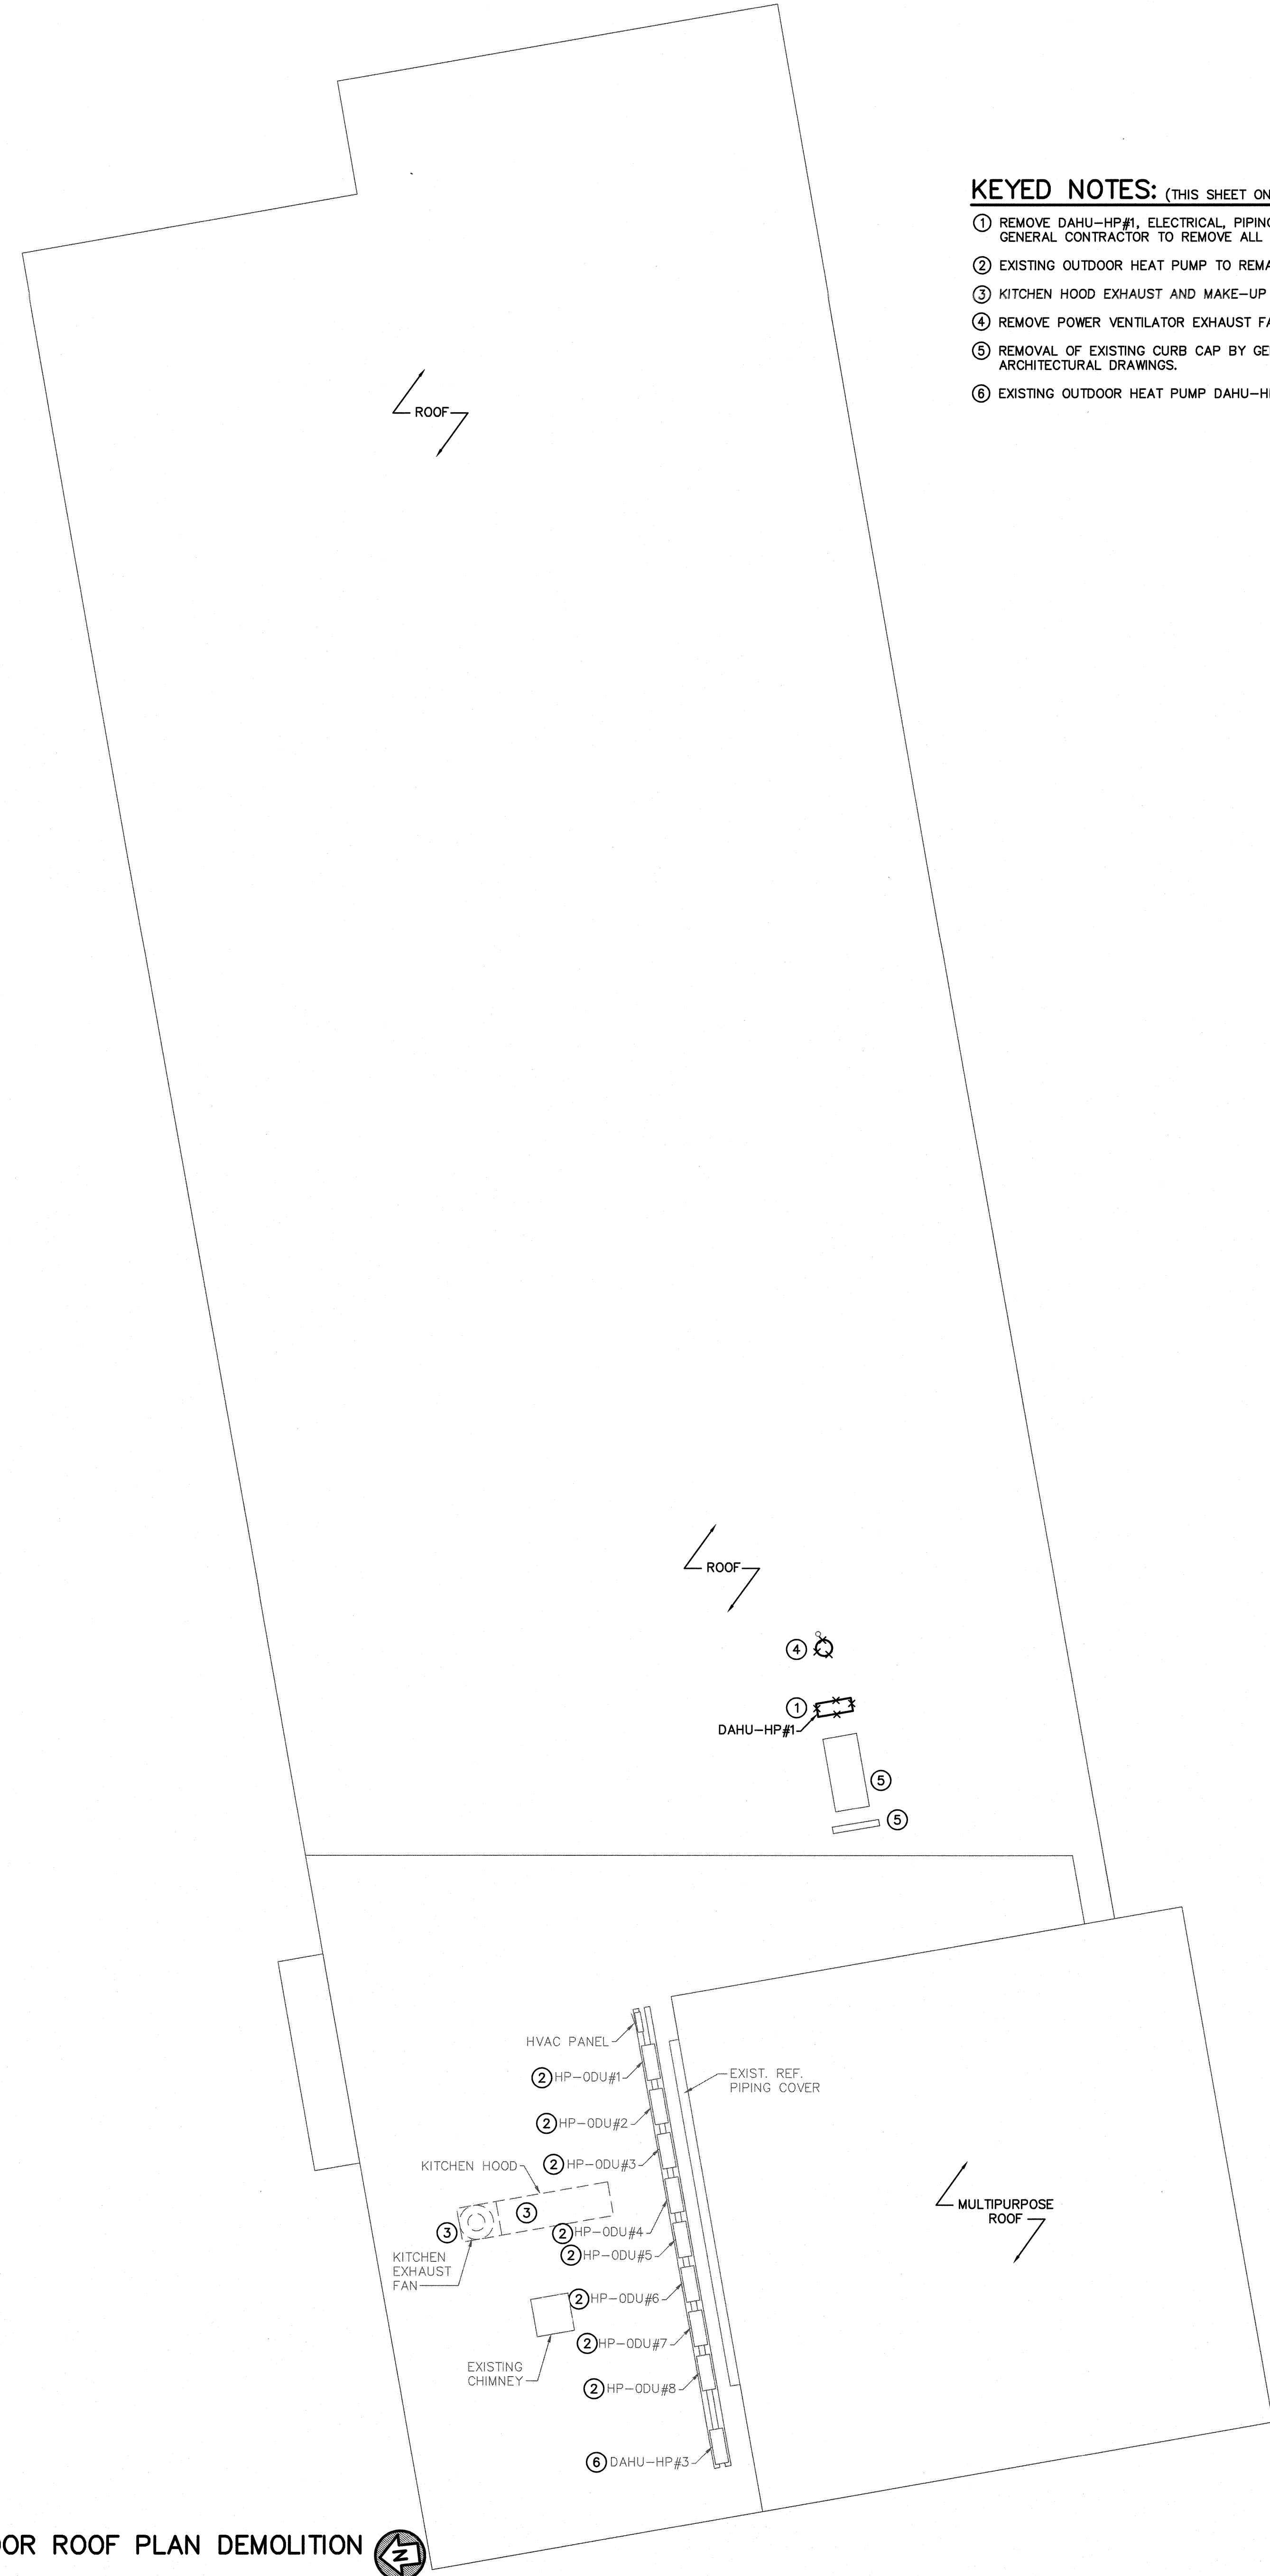 KEYED NOTES: (THIS SHEET ON
① REMOVE DAHU-HP#1, ELECTRICAL, PIPING
GENERAL CONTRACTOR TO REMOVE ALL
② EXISTING OUTDOOR HEAT PUMP TO REMA
③ KITCHEN HOOD EXHAUST AND MAKE-UP
④ REMOVE POWER VENTILATOR EXHAUST FA
⑤ REMOVAL OF EXISTING CURB CAP BY GE
ARCHITECTURAL DRAWINGS.
⑥ EXISTING OUTDOOR HEAT PUMP DAHU-H
ROOF
ROOF
④
①
DAHU-HP#1
⑤
⑤
HVAC PANEL
② HP-ODU#1
EXIST. REF.
PIPING COVER
② HP-ODU#2
② HP-ODU#3
KITCHEN HOOD
③
③
② HP-ODU#4
② HP-ODU#5
KITCHEN
EXHAUST
FAN
② HP-ODU#6
② HP-ODU#7
EXISTING
CHIMNEY
② HP-ODU#8
⑥ DAHU-HP#3
MULTIPURPOSE
ROOF
OOR ROOF PLAN DEMOLITION
N